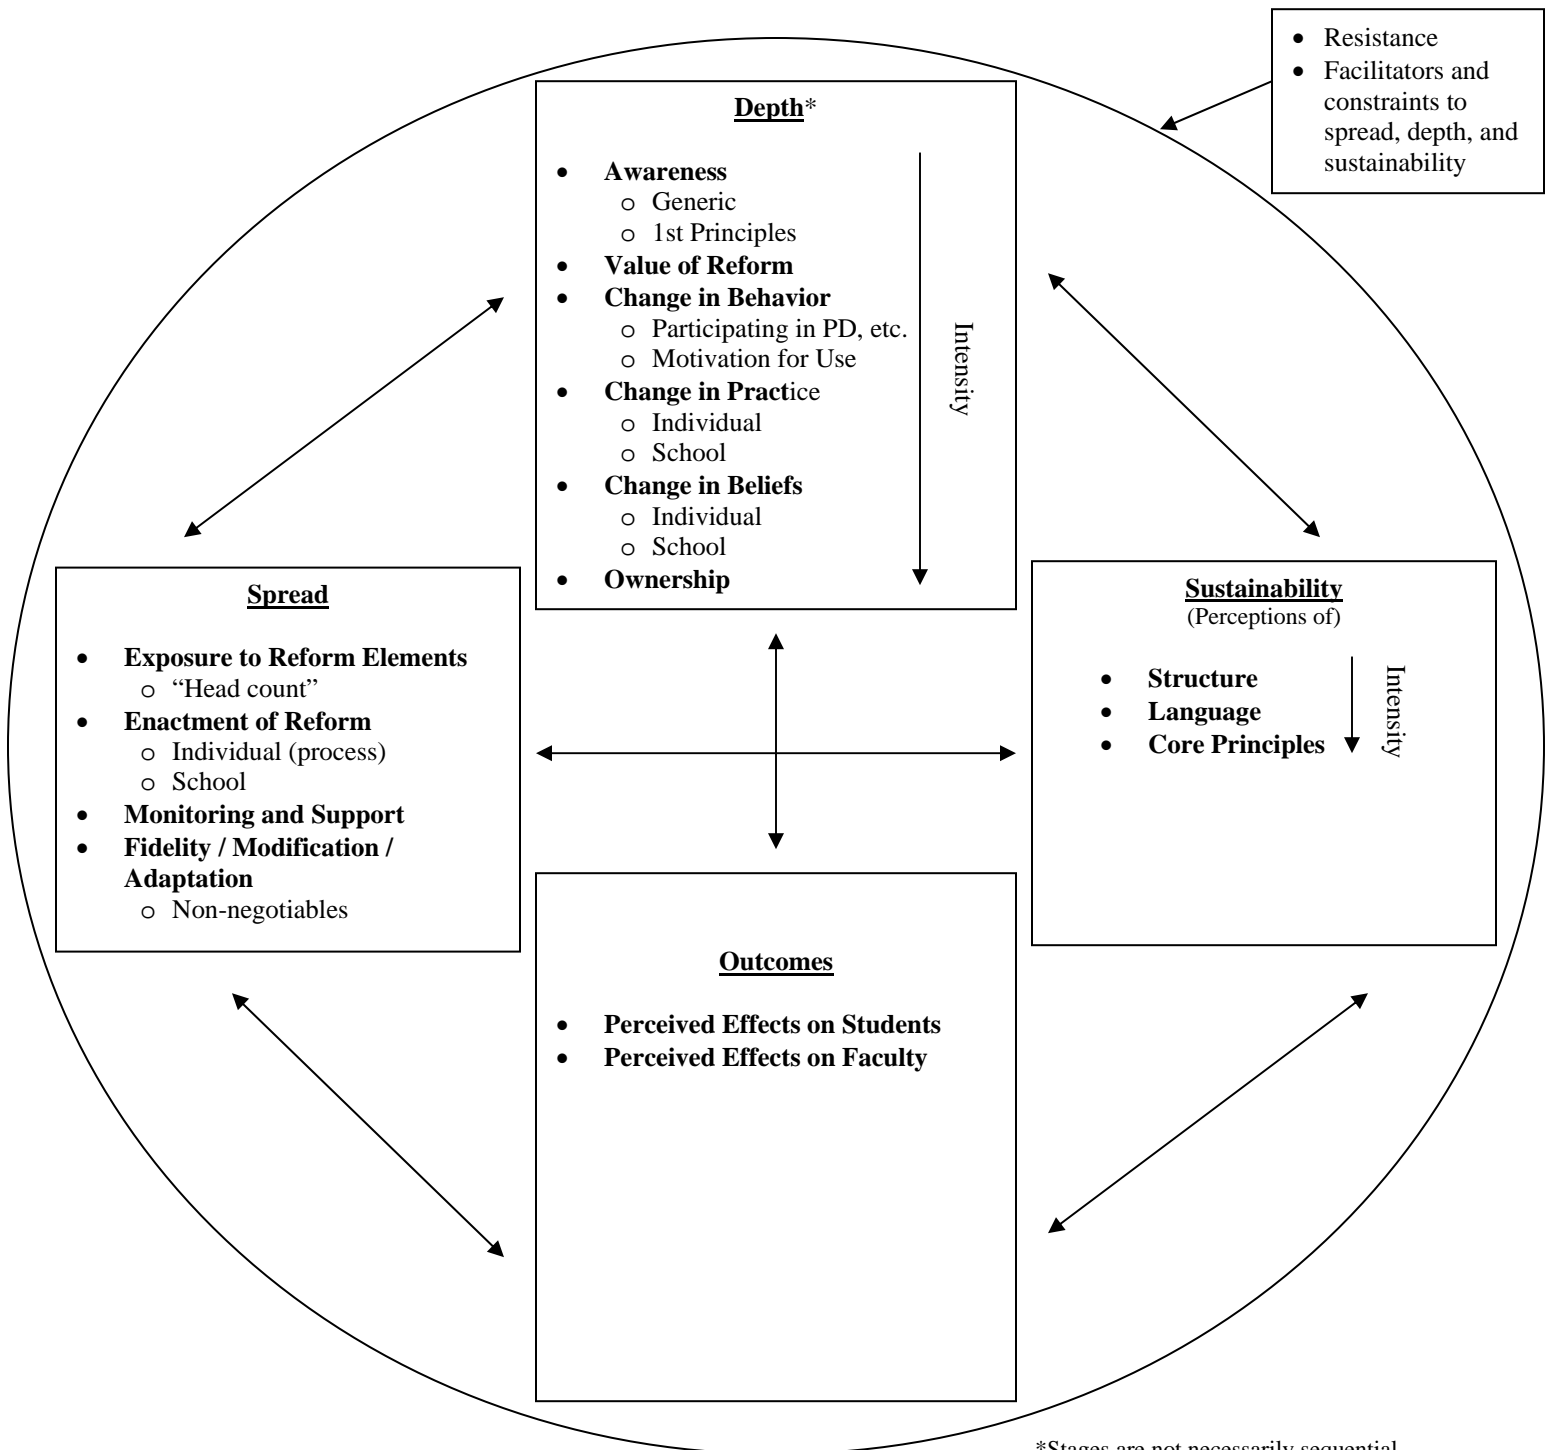 • Resistance
• Facilitators and
constraints to
spread, depth, and
sustainability
Depth*
• Awareness
o Generic
o 1st Principles
• Value of Reform
• Change in Behavior
o Participating in PD, etc.
o Motivation for Use
• Change in Practice
o Individual
o School
• Change in Beliefs
o Individual
o School
• Ownership
Intensity
Spread
• Exposure to Reform Elements
o “Head count”
• Enactment of Reform
o Individual (process)
o School
• Monitoring and Support
• Fidelity / Modification /
Adaptation
o Non-negotiables
Sustainability
(Perceptions of)
• Structure
• Language
• Core Principles
Intensity
Outcomes
• Perceived Effects on Students
• Perceived Effects on Faculty
*Stages are not necessarily sequential